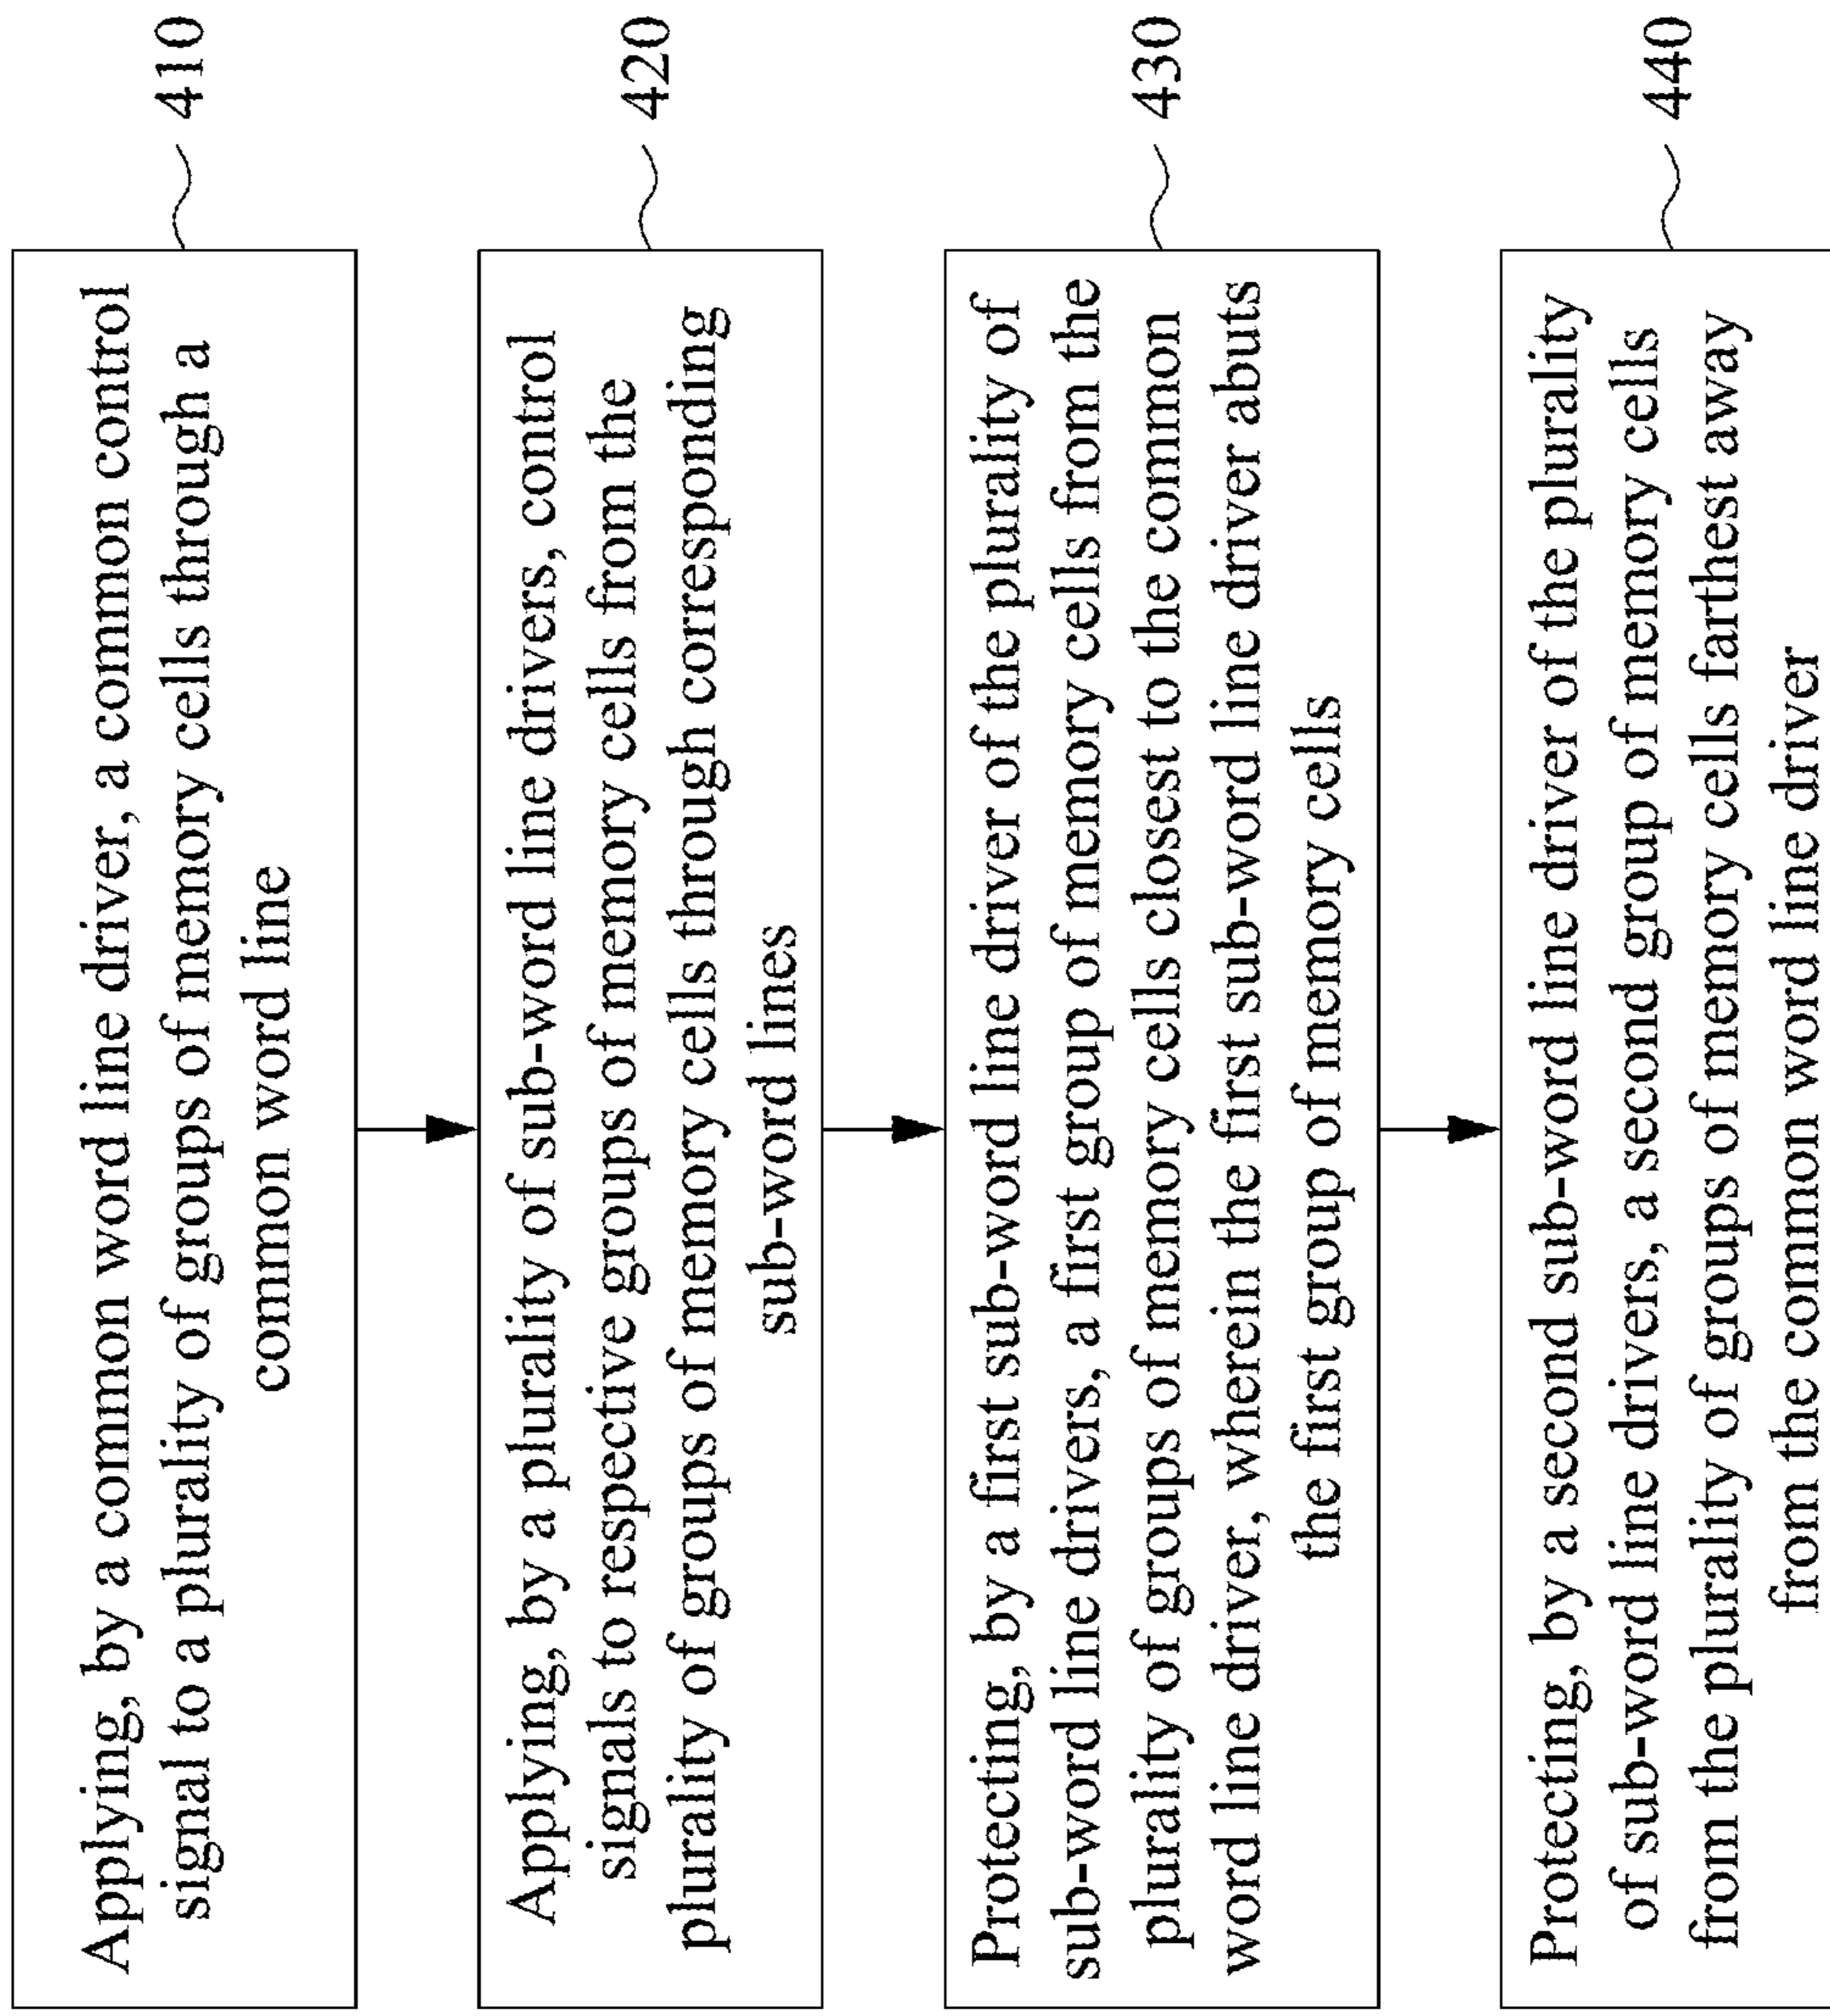 Applying, by a common word line driver, a common control
signal to a plurality of groups of memory cells through a
common word line
410
Applying, by a plurality of sub-word line drivers, control
signals to respective groups of memory cells from the
plurality of groups of memory cells through corresponding
sub-word lines
420
Protecting, by a first sub-word line driver of the plurality of
sub-word line drivers, a first group of memory cells from the
plurality of groups of memory cells closest to the common
word line driver, wherein the first sub-word line driver abuts
the first group of memory cells
430
Protecting, by a second sub-word line driver of the plurality
of sub-word line drivers, a second group of memory cells
from the plurality of groups of memory cells farthest away
from the common word line driver
440